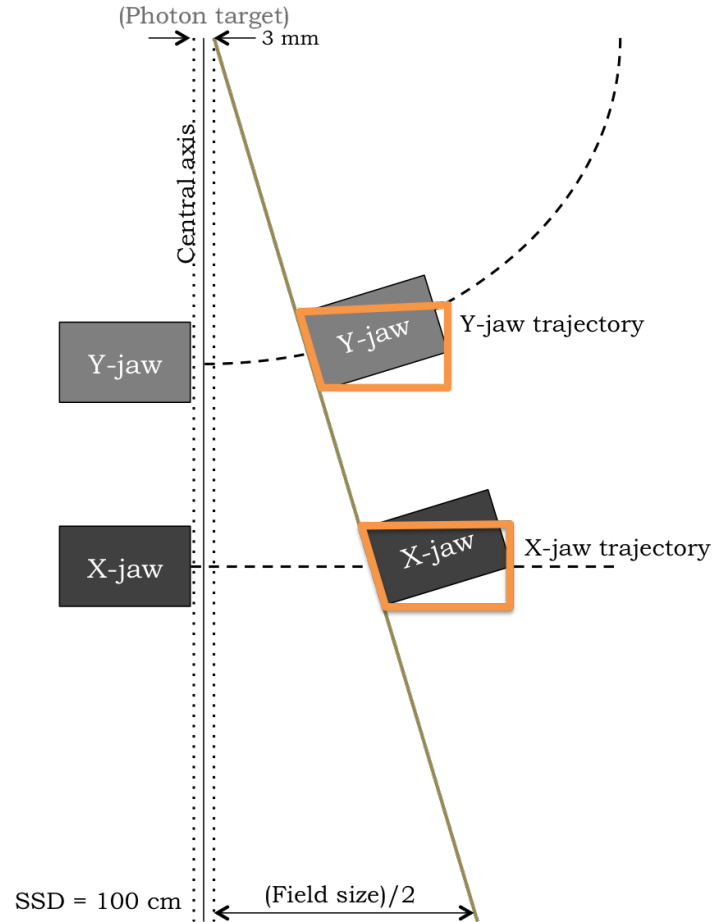 (Photon target)
3 mm
Central axis
Y-jaw
Y-jaw
Y-jaw trajectory
X-jaw
X-jaw
X-jaw trajectory
SSD = 100 cm
(Field size)/2